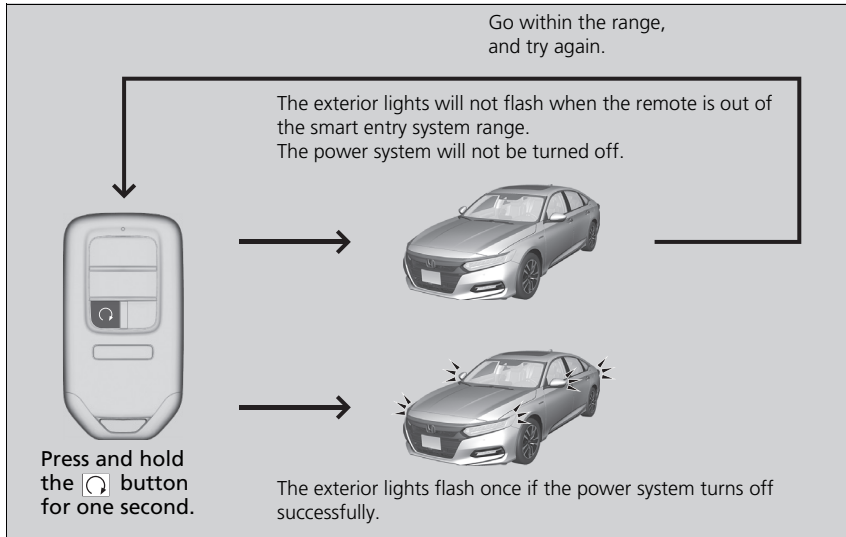 Go within the range,
and try again.
The exterior lights will not flash when the remote is out of
the smart entry system range.
The power system will not be turned off.
Press and hold
the button
for one second.
The exterior lights flash once if the power system turns off
successfully.